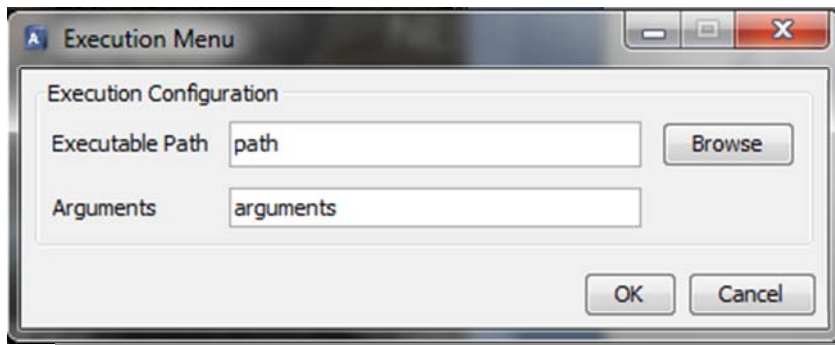 Execution Menu
Execution Configuration
Executable Path path Browse
Arguments arguments
OK Cancel